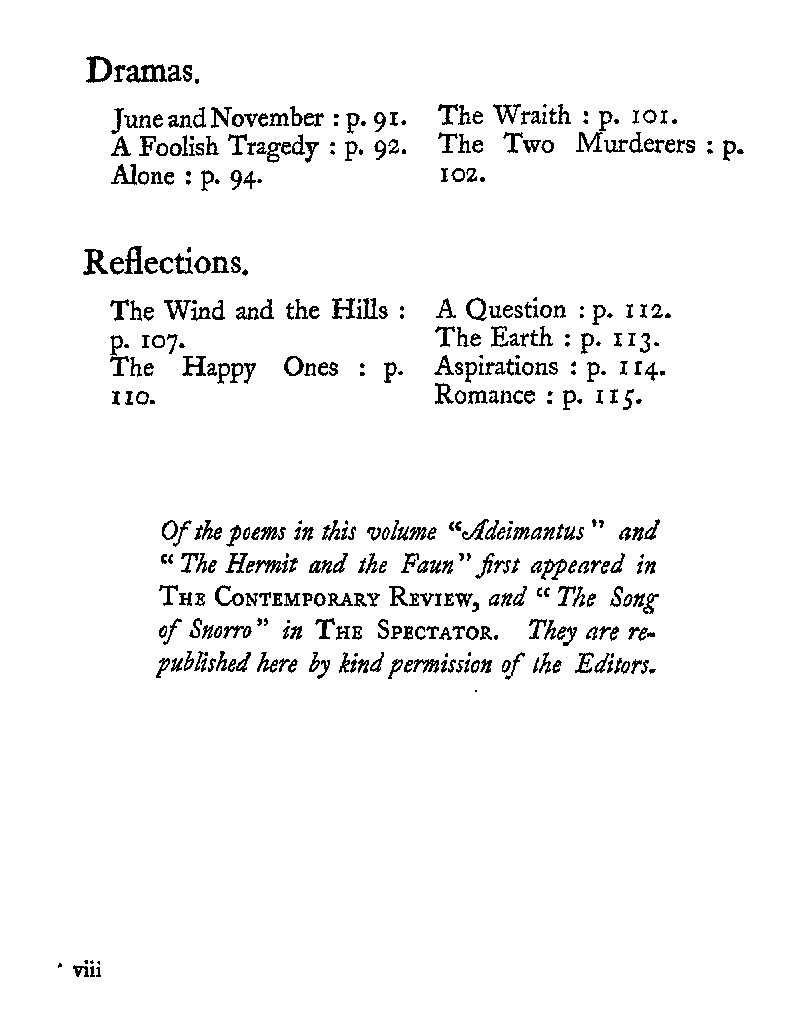 Dramas.
June and November : p. 91.
A Foolish Tragedy : p. 92.
Alone : p. 94.
The Wraith : p. 101.
The Two Murderers : p.
102.
Reflections.
The Wind and the Hills :
p. 107.
The Happy Ones : p.
110.
A Question : p. 112.
The Earth : p. 113.
Aspirations : p. 114.
Romance : p. 115.
Of the poems in this volume “Adeimantus” and
“The Hermit and the Faun” first appeared in
THE CONTEMPORARY REVIEW, and “The Song
of Snorro” in THE SPECTATOR. They are re-
published here by kind permission of the Editors.
viii